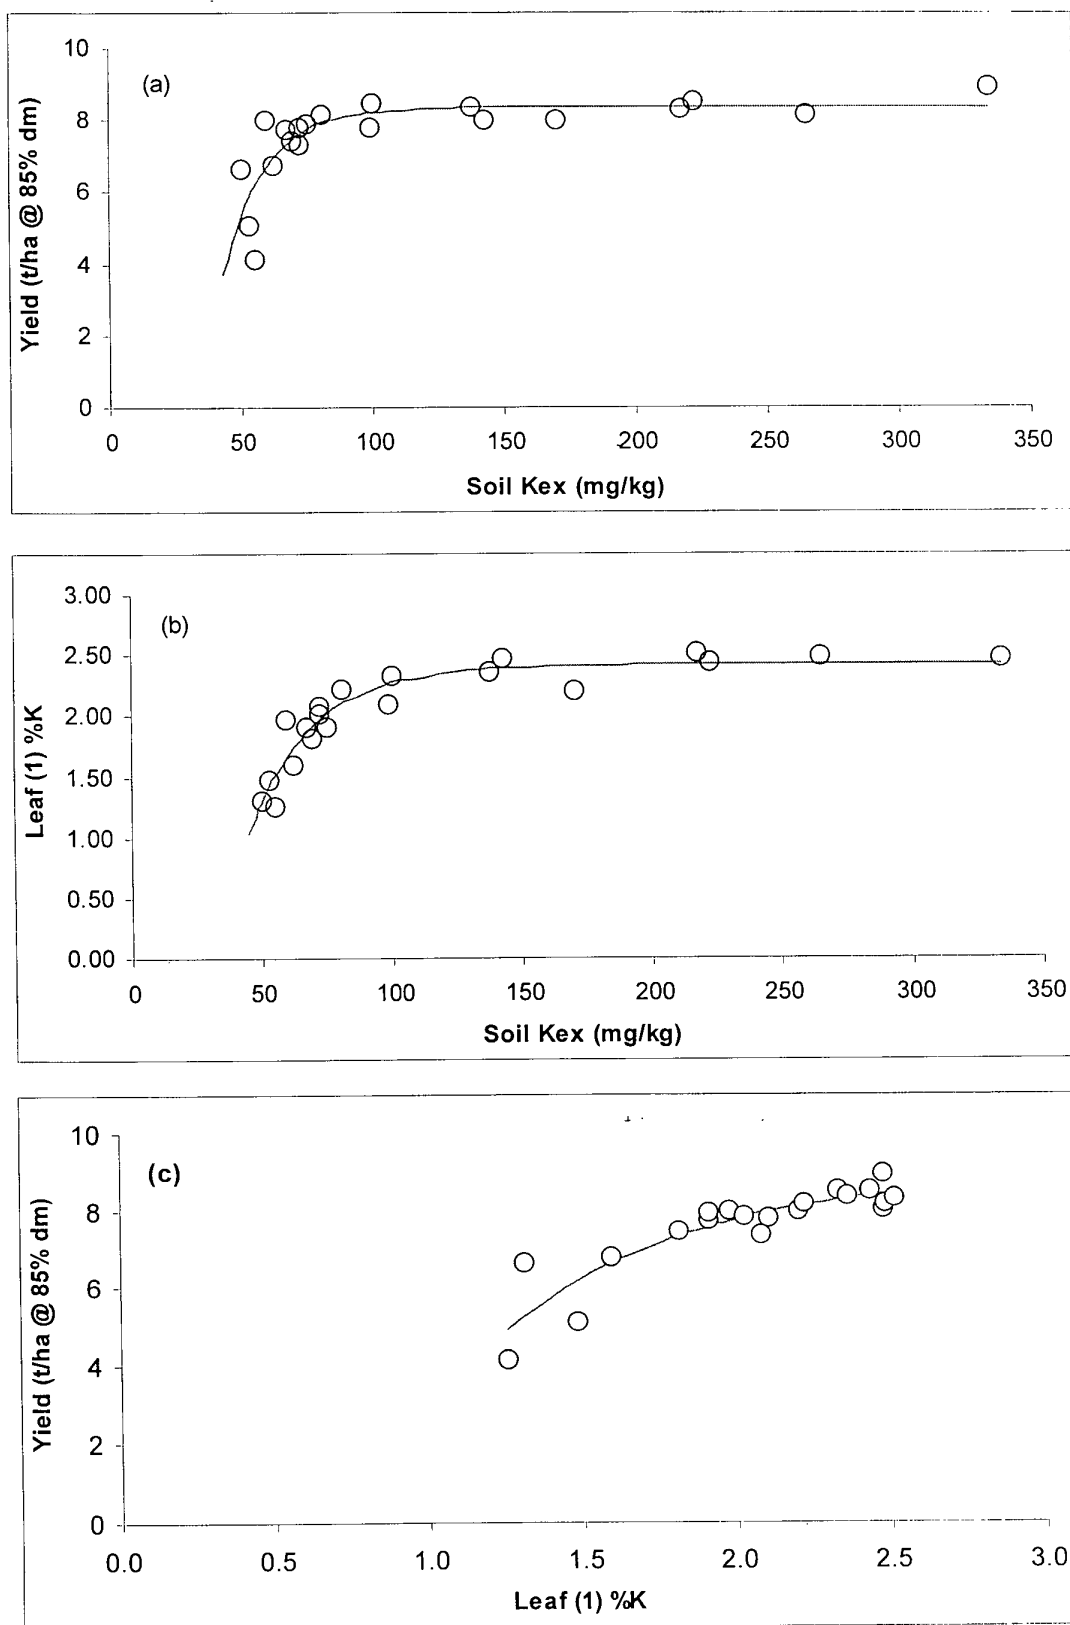 (a)
Yield (t/ha @ 85% dm)
10
8
6
4
2
0
0 50 100 150 200 250 300 350
Soil Kex (mg/kg)
(b)
Leaf (1) %K
3.00
2.50
2.00
1.50
1.00
0.50
0.00
0 50 100 150 200 250 300 350
Soil Kex (mg/kg)
(c)
Yield (t/ha @ 85% dm)
10
8
6
4
2
0
0.0 0.5 1.0 1.5 2.0 2.5 3.0
Leaf (1) %K